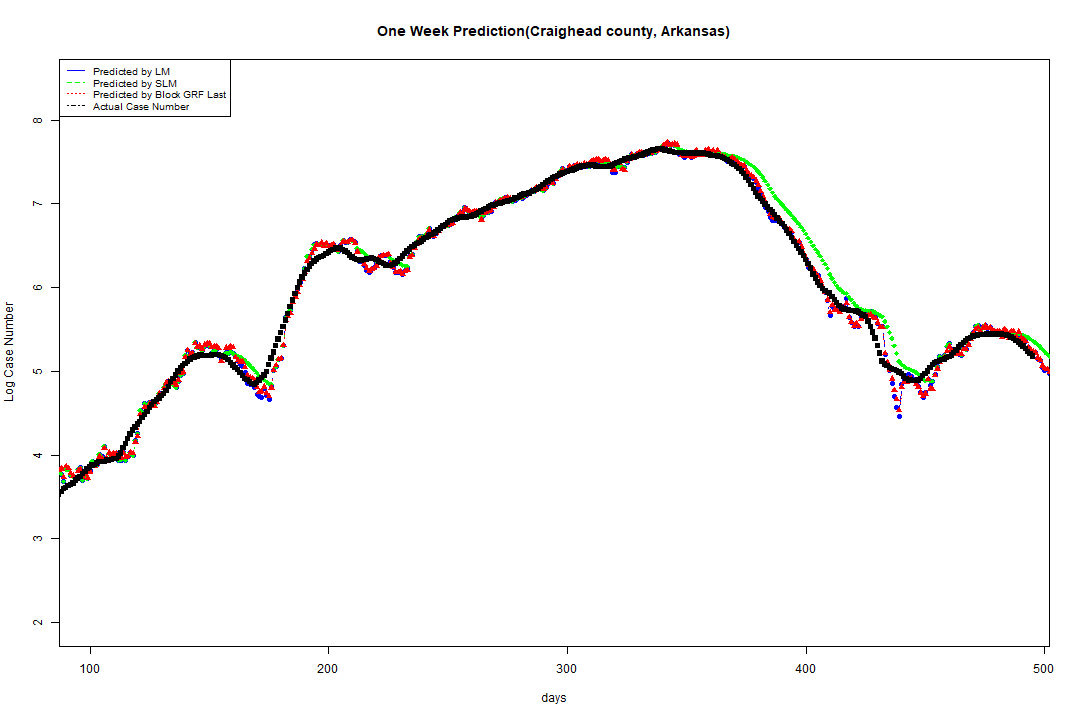 One Week Prediction(Craighead county, Arkansas)
Predicted by LM
Predicted by SLM
Predicted by Block GRF Last
Actual Case Number
8
7
6
5
4
3
2
Log Case Number
100 200 300 400 500
days